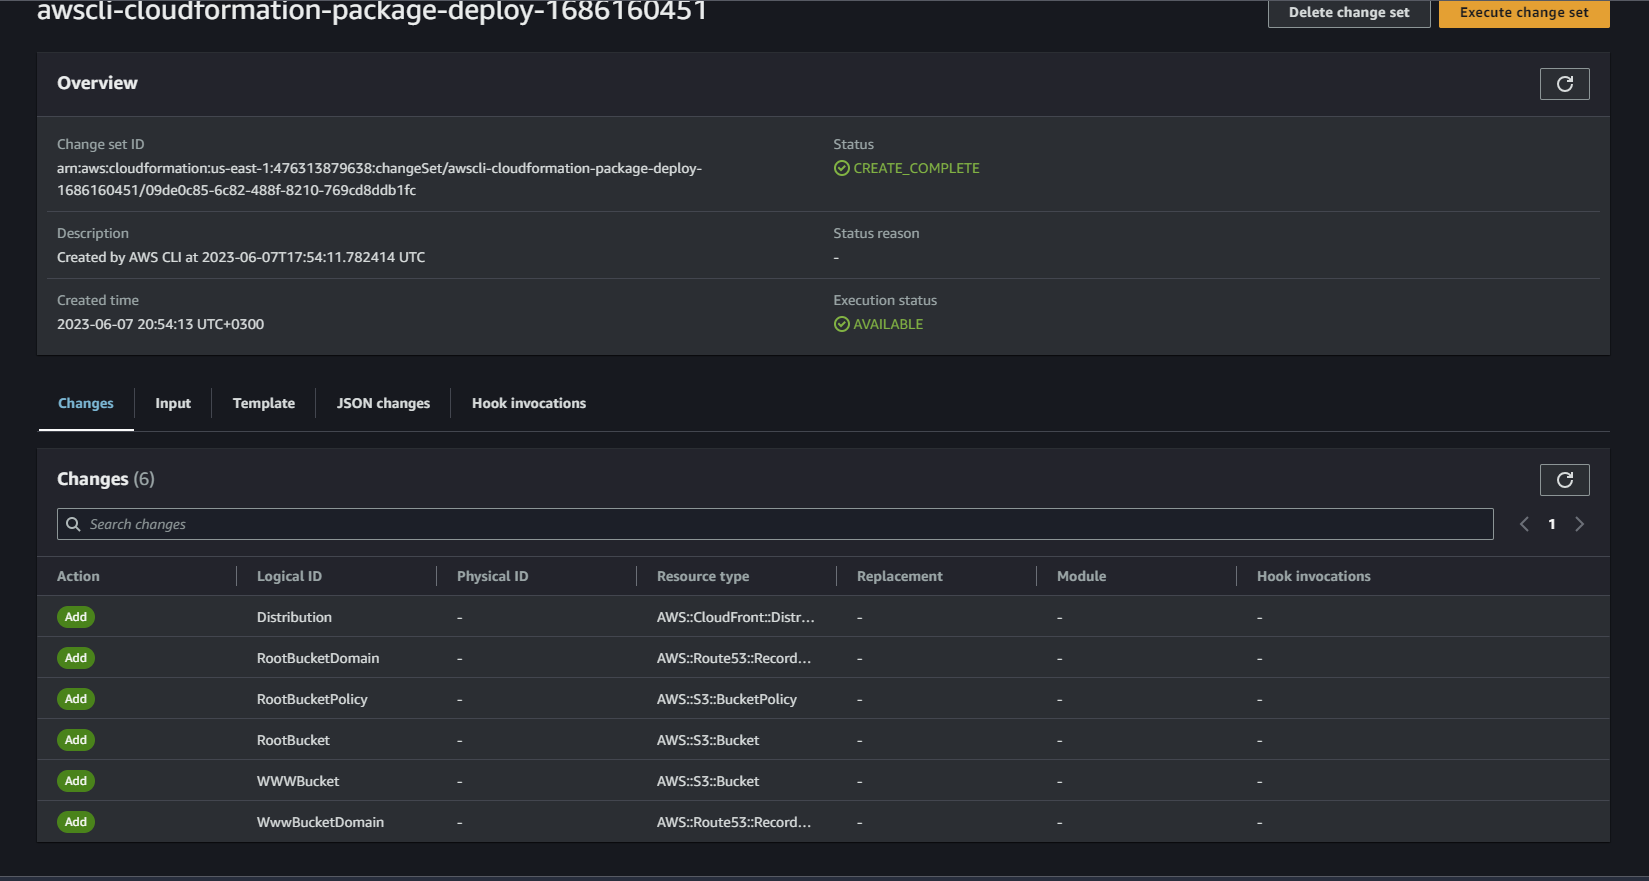 awscli-cloudformation-package-deploy-1686160451
Delete change set
Execute change set
Overview
Change set ID
arn:aws:cloudformation:us-east-1:476313879638:changeSet/awscli-cloudformation-package-deploy-
1686160451/09de0c85-6c82-488f-8210-769cd8ddb1fc
Status
CREATE_COMPLETE
Description
Created by AWS CLI at 2023-06-07T17:54:11.782414 UTC
Status reason
-
Created time
2023-06-07 20:54:13 UTC+0300
Execution status
AVAILABLE
Changes Input Template JSON changes Hook invocations
Changes (6)
Search changes
1
Action Logical ID Physical ID Resource type Replacement Module Hook invocations
Add Distribution - AWS::CloudFront::Distr... - - -
Add RootBucketDomain - AWS::Route53::Record... - - -
Add RootBucketPolicy - AWS::S3::BucketPolicy - - -
Add RootBucket - AWS::S3::Bucket - - -
Add WWWBucket - AWS::S3::Bucket - - -
Add WwwBucketDomain - AWS::Route53::Record... - - -